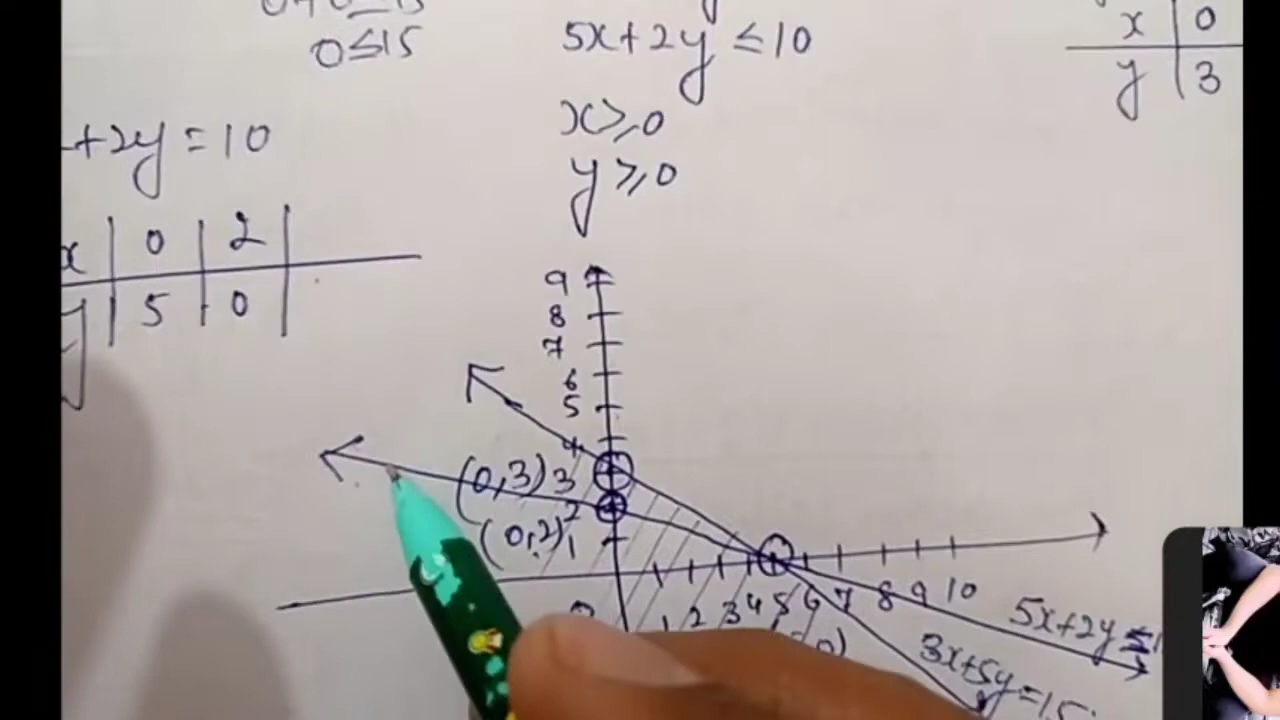 0≤15
5x+2y ≤10
x≥0
y≥0
+2y=10
x | 0 | 2
y | 5 | 0
x | 0
y | 3
9
8
7
6
5
4
(0,3) 3
(0,2) 2
1
1 2 3 4 5 6 7 8 9 10
5x+2y≤1
3x+5y=15